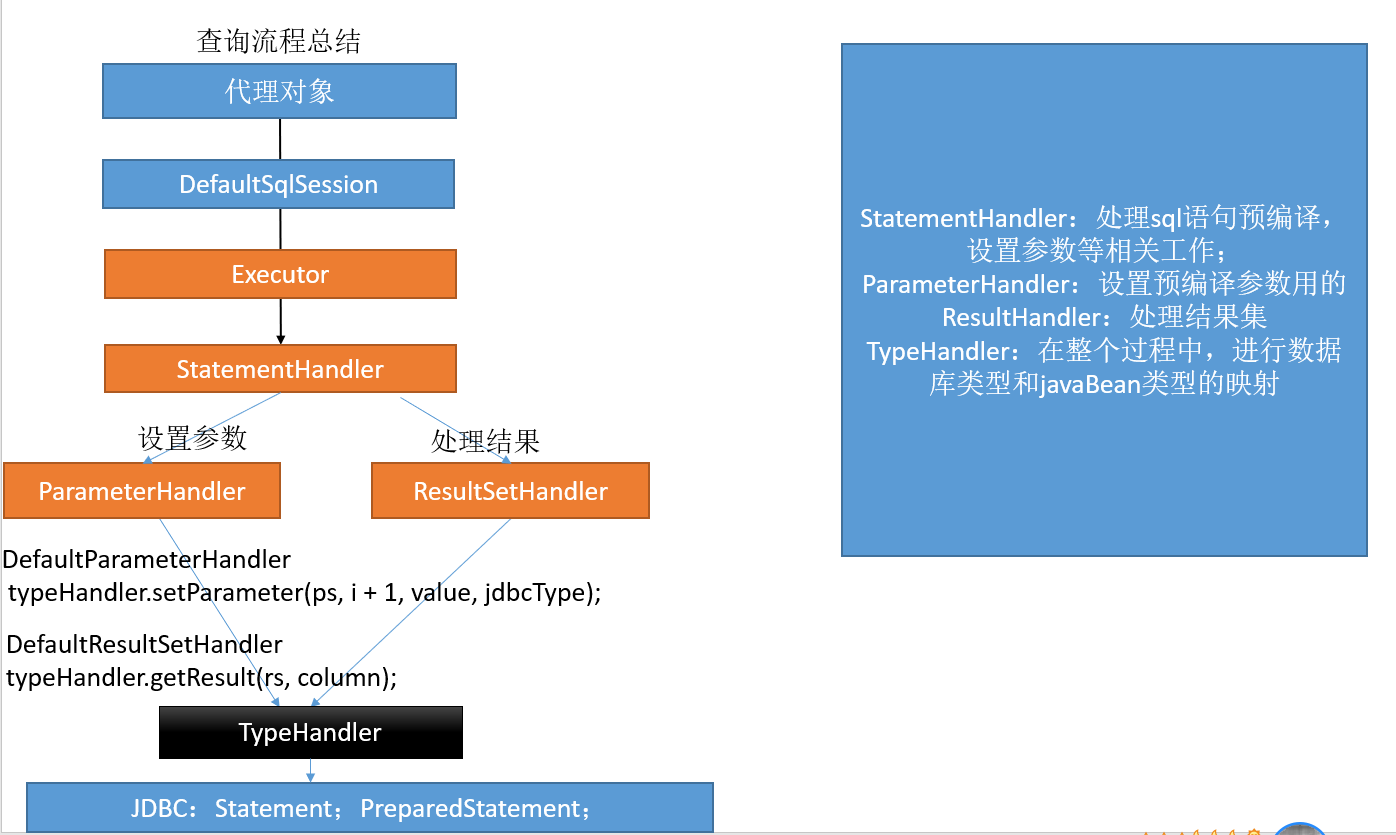 查询流程总结
代理对象
DefaultSqlSession
Executor
StatementHandler
设置参数
处理结果
ParameterHandler
ResultSetHandler
DefaultParameterHandler
typeHandler.setParameter(ps, i + 1, value, jdbcType);
DefaultResultSetHandler
typeHandler.getResult(rs, column);
TypeHandler
JDBC：Statement；PreparedStatement；
StatementHandler：处理sql语句预编译，
设置参数等相关工作；
ParameterHandler：设置预编译参数用的
ResultHandler：处理结果集
TypeHandler：在整个过程中，进行数据
库类型和javaBean类型的映射